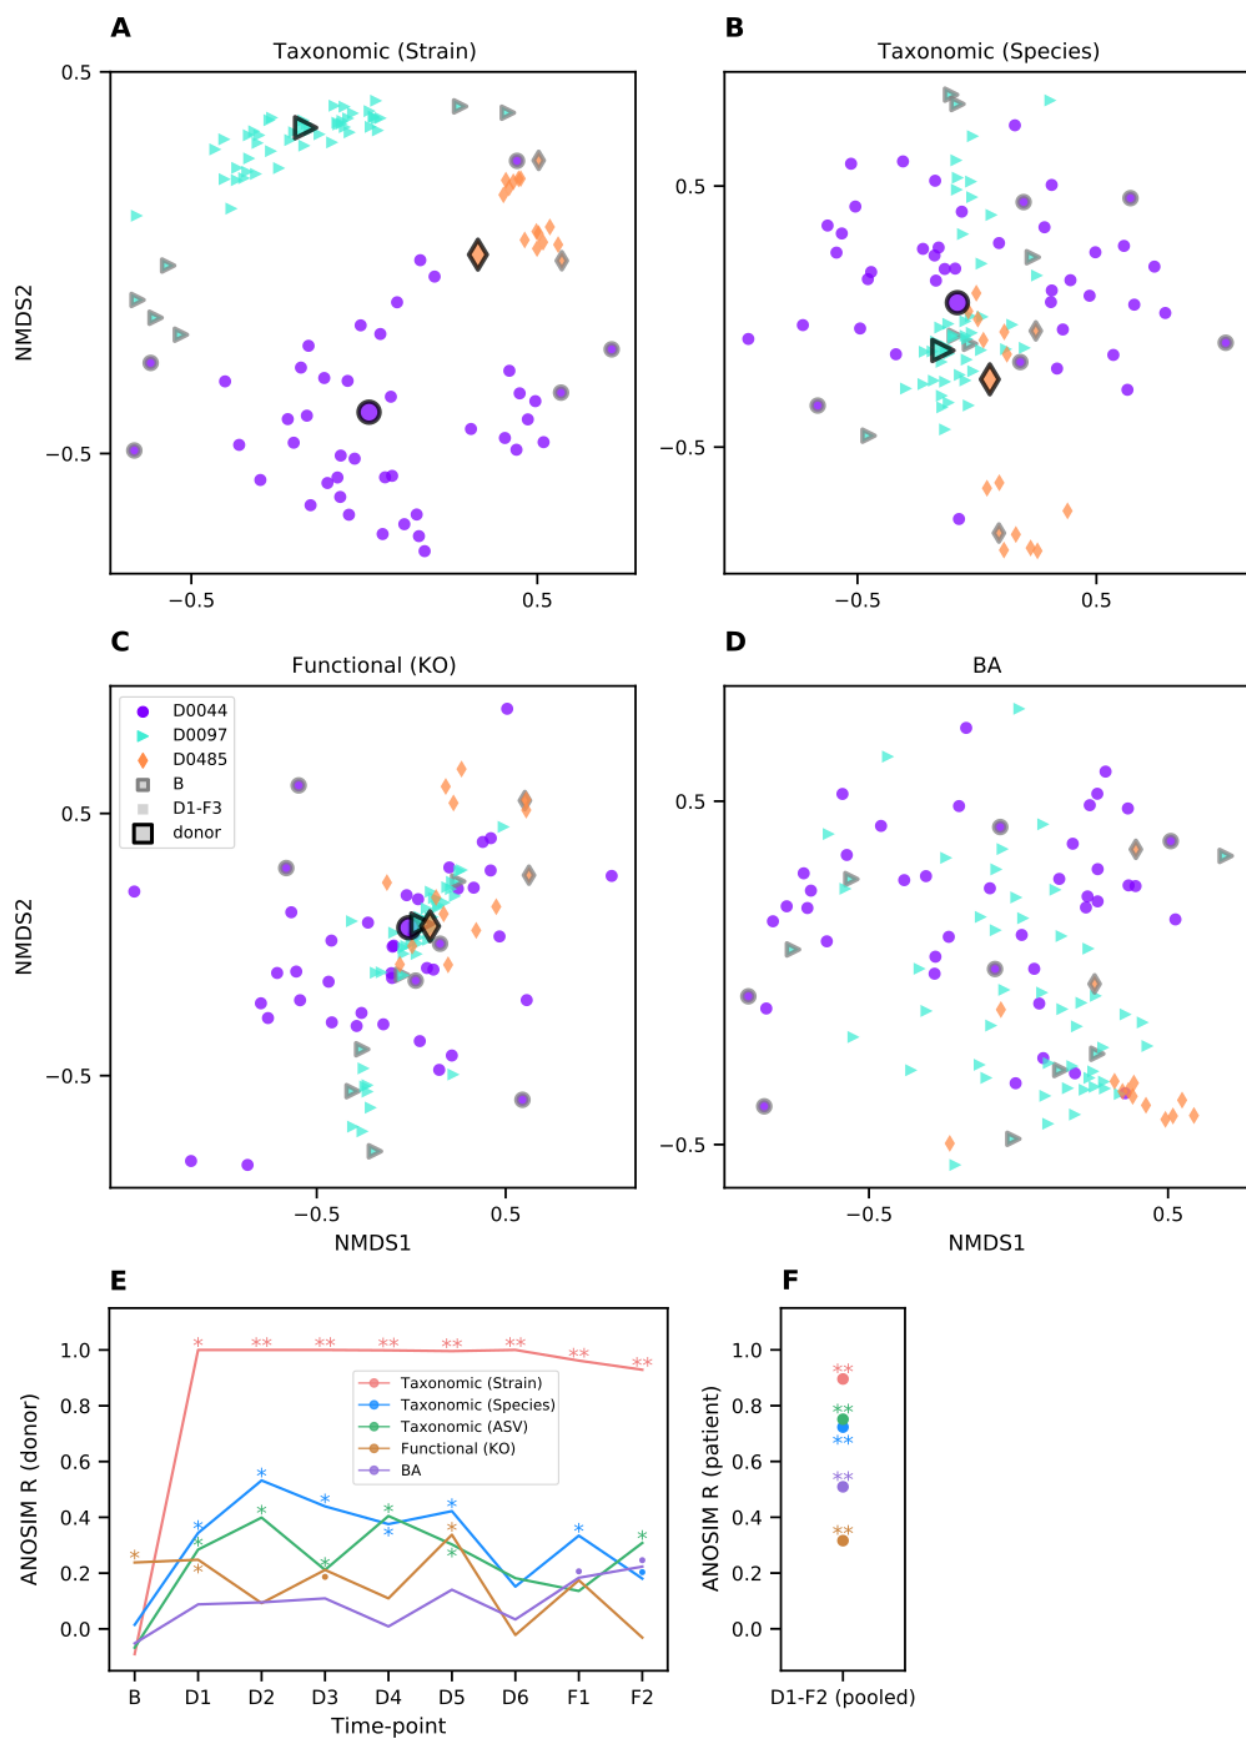 A
Taxonomic (Strain)
0.5
−0.5
NMDS2
−0.5
0.5
B
Taxonomic (Species)
0.5
−0.5
−0.5
0.5
C
Functional (KO)
D0044
D0097
D0485
B
D1-F3
donor
0.5
−0.5
NMDS2
−0.5
0.5
NMDS1
D
BA
0.5
−0.5
−0.5
0.5
NMDS1
E
1.0
0.8
0.6
0.4
0.2
0.0
ANOSIM R (donor)
* ** ** ** ** ** ** **
Taxonomic (Strain)
Taxonomic (Species)
Taxonomic (ASV)
Functional (KO)
BA
B D1 D2 D3 D4 D5 D6 F1 F2
Time-point
F
1.0
0.8
0.6
0.4
0.2
0.0
ANOSIM R (patient)
**
**
**
**
**
D1-F2 (pooled)